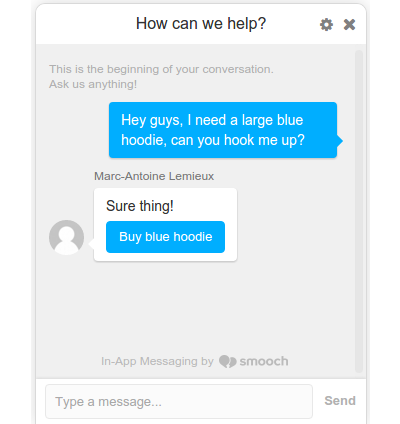 How can we help?
This is the beginning of your conversation.
Ask us anything!
Hey guys, I need a large blue
hoodie, can you hook me up?
Marc-Antoine Lemieux
Sure thing!
Buy blue hoodie
In-App Messaging by smooch
Type a message...
Send